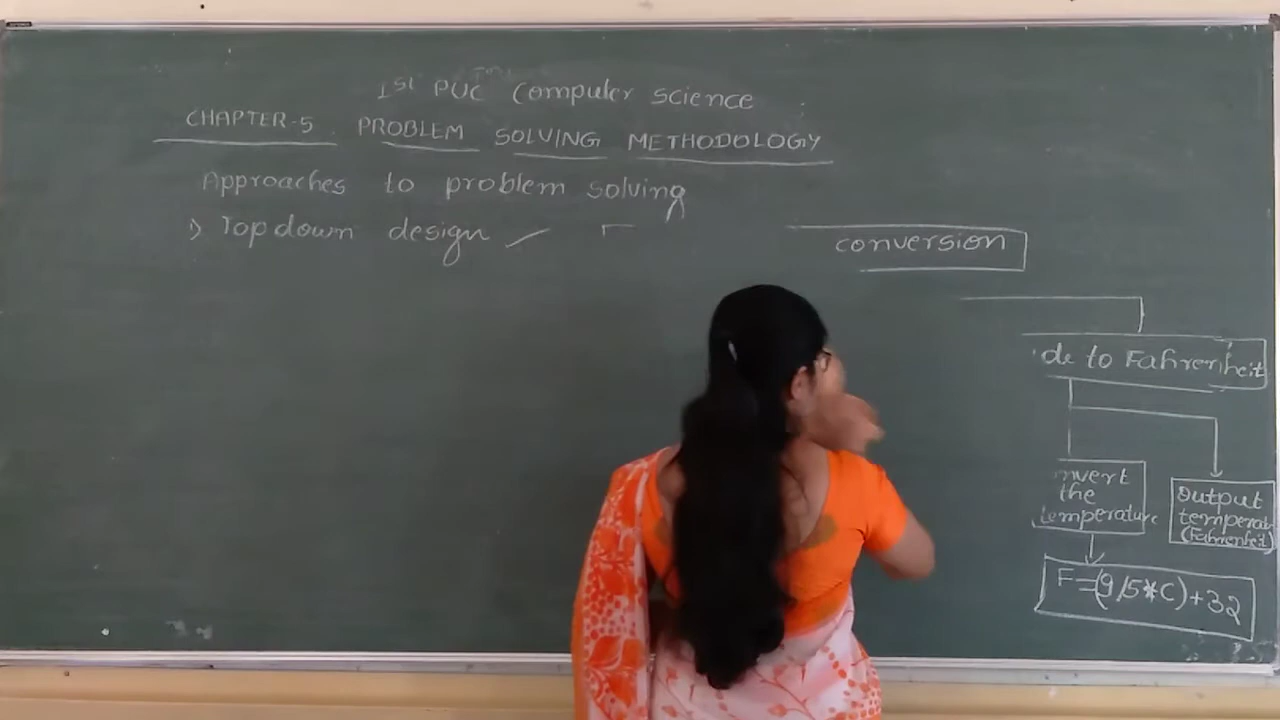 1st PUC Computer science
CHAPTER-5 PROBLEM SOLVING METHODOLOGY
Approaches to problem solving
1) Top down design ✓
conversion
de to Fahrenheit
nvert
the
temperature
output
temperat
(Fahrenheit)
F=(9/5*C)+32